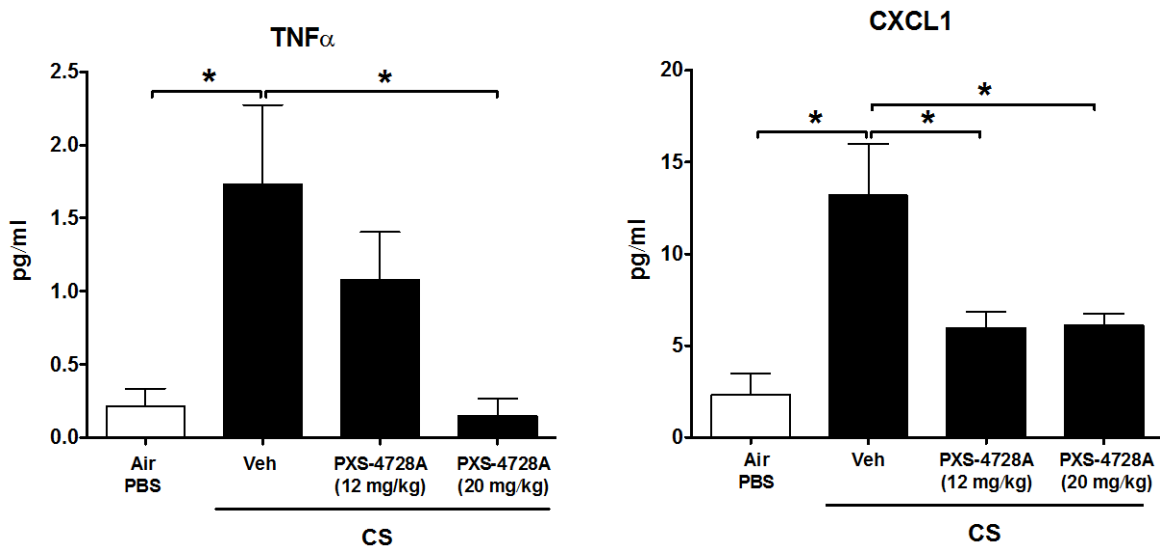 TNFα
*
*
2.5
2.0
1.5
1.0
0.5
0.0
pg/ml
Air
PBS
Veh
PXS-4728A
(12 mg/kg)
PXS-4728A
(20 mg/kg)
CS
CXCL1
*
*
*
20
15
10
5
0
pg/ml
Air
PBS
Veh
PXS-4728A
(12 mg/kg)
PXS-4728A
(20 mg/kg)
CS